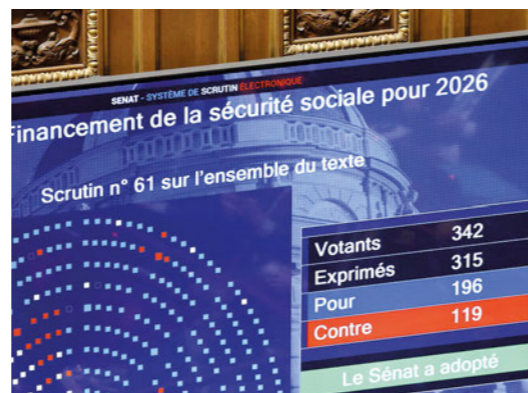 SENAT - SYSTÈME DE SCRUTIN ÉLECTRONIQUE
Financement de la sécurité sociale pour 2026
Scrutin n° 61 sur l'ensemble du texte
Votants 342
Exprimés 315
Pour 196
Contre 119
Le Sénat a adopté